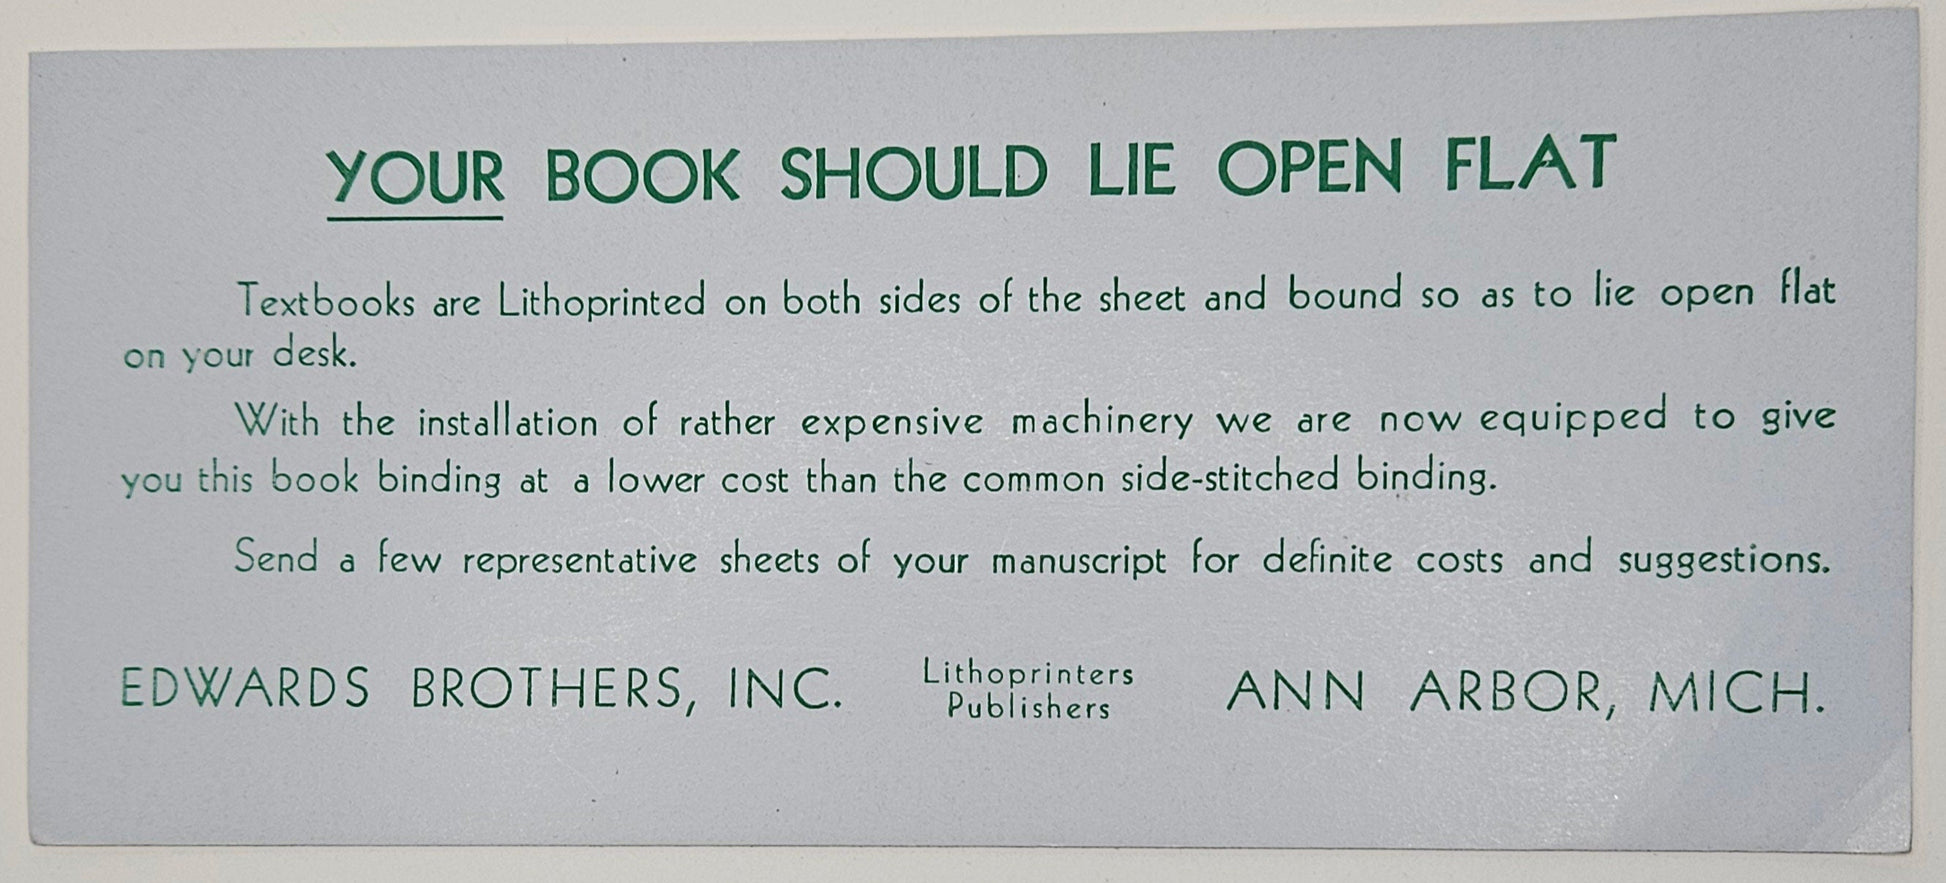 YOUR BOOK SHOULD LIE OPEN FLAT
Textbooks are Lithoprinted on both sides of the sheet and bound so as to lie open flat
on your desk.
With the installation of rather expensive machinery we are now equipped to give
you this book binding at a lower cost than the common side-stitched binding.
Send a few representative sheets of your manuscript for definite costs and suggestions.
EDWARDS BROTHERS, INC. Lithoprinters ANN ARBOR, MICH.
Publishers